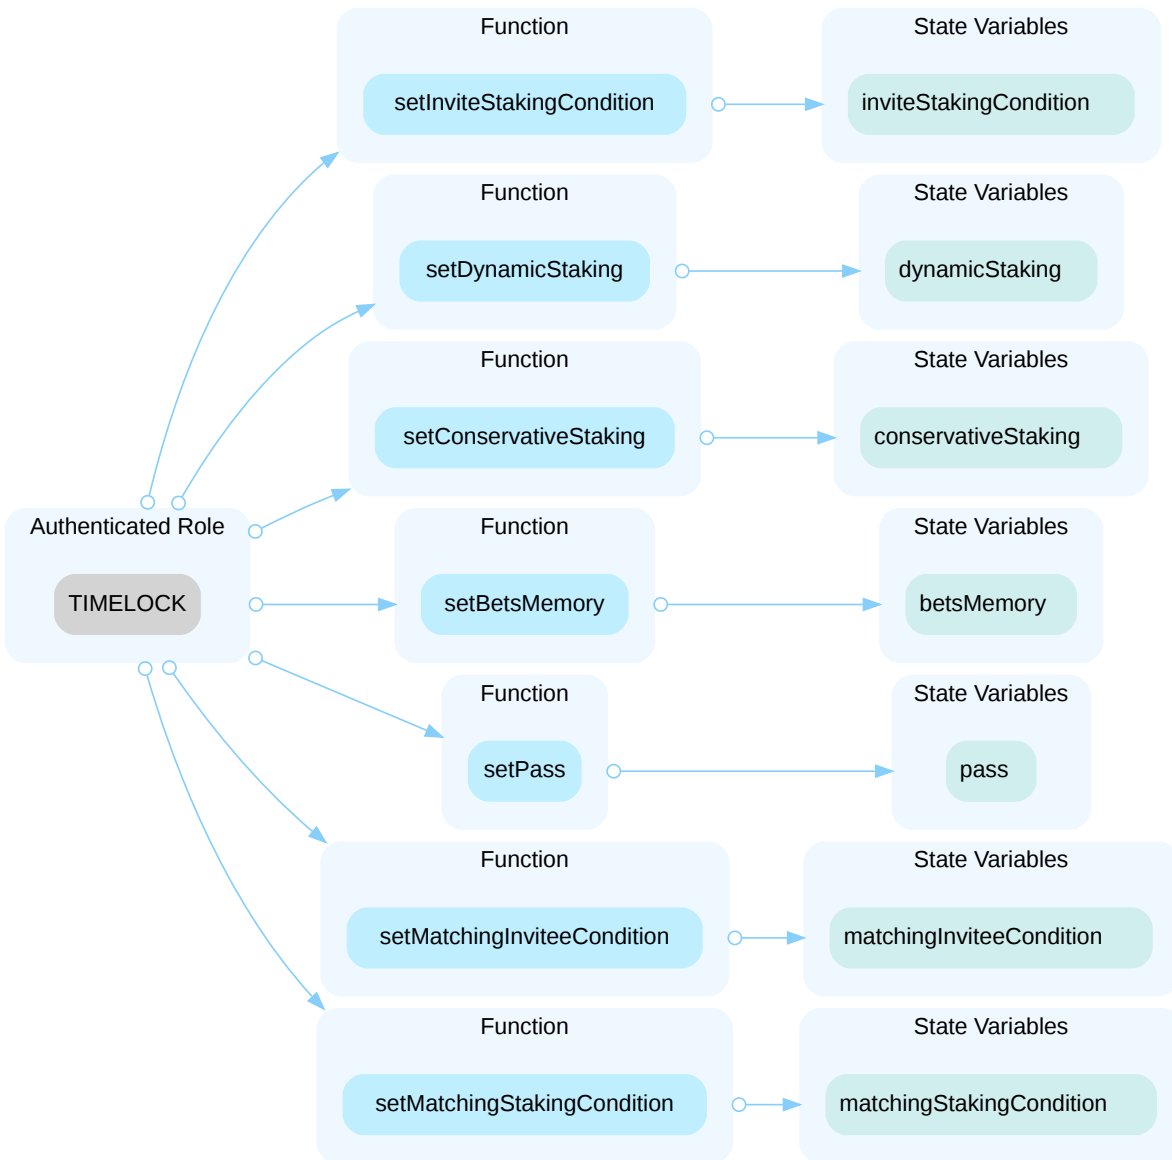 Function
State Variables
setInviteStakingCondition
inviteStakingCondition
Function
State Variables
setDynamicStaking
dynamicStaking
Function
State Variables
setConservativeStaking
conservativeStaking
Authenticated Role
Function
State Variables
TIMELOCK
setBetsMemory
betsMemory
Function
State Variables
setPass
pass
Function
State Variables
setMatchingInviteeCondition
matchingInviteeCondition
Function
State Variables
setMatchingStakingCondition
matchingStakingCondition